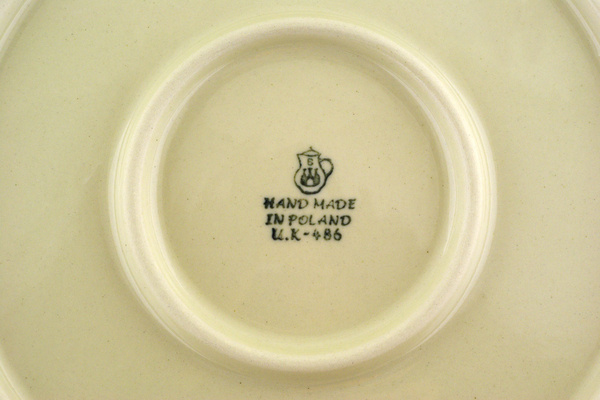 B
HAND MADE
IN POLAND
U.K-486